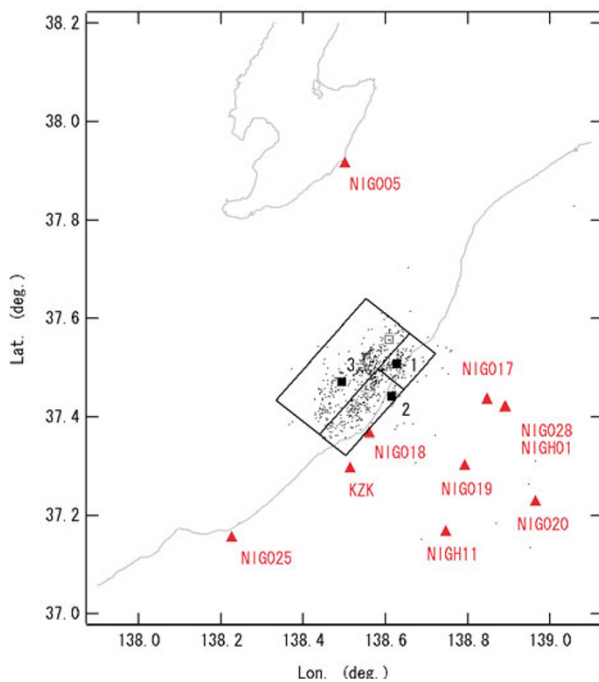 38.2
38.0
NIG005
37.8
Lat. (deg.)
37.6
3
1
NIG017
37.4
2
NIG018
NIG028
NIGH01
KZK
NIG019
NIG020
37.2
NIG025
NIGH11
37.0
138.0 138.2 138.4 138.6 138.8 139.0
Lon. (deg.)